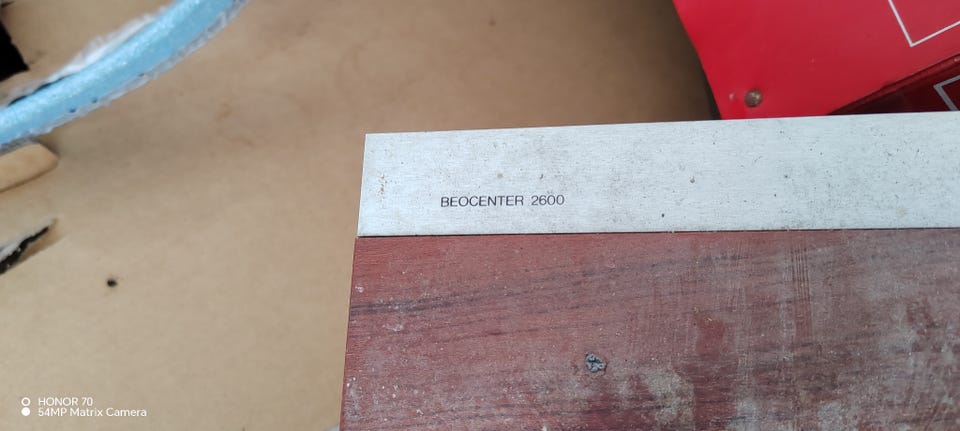 BEOCENTER 2600
HONOR 70
54MP Matrix Camera